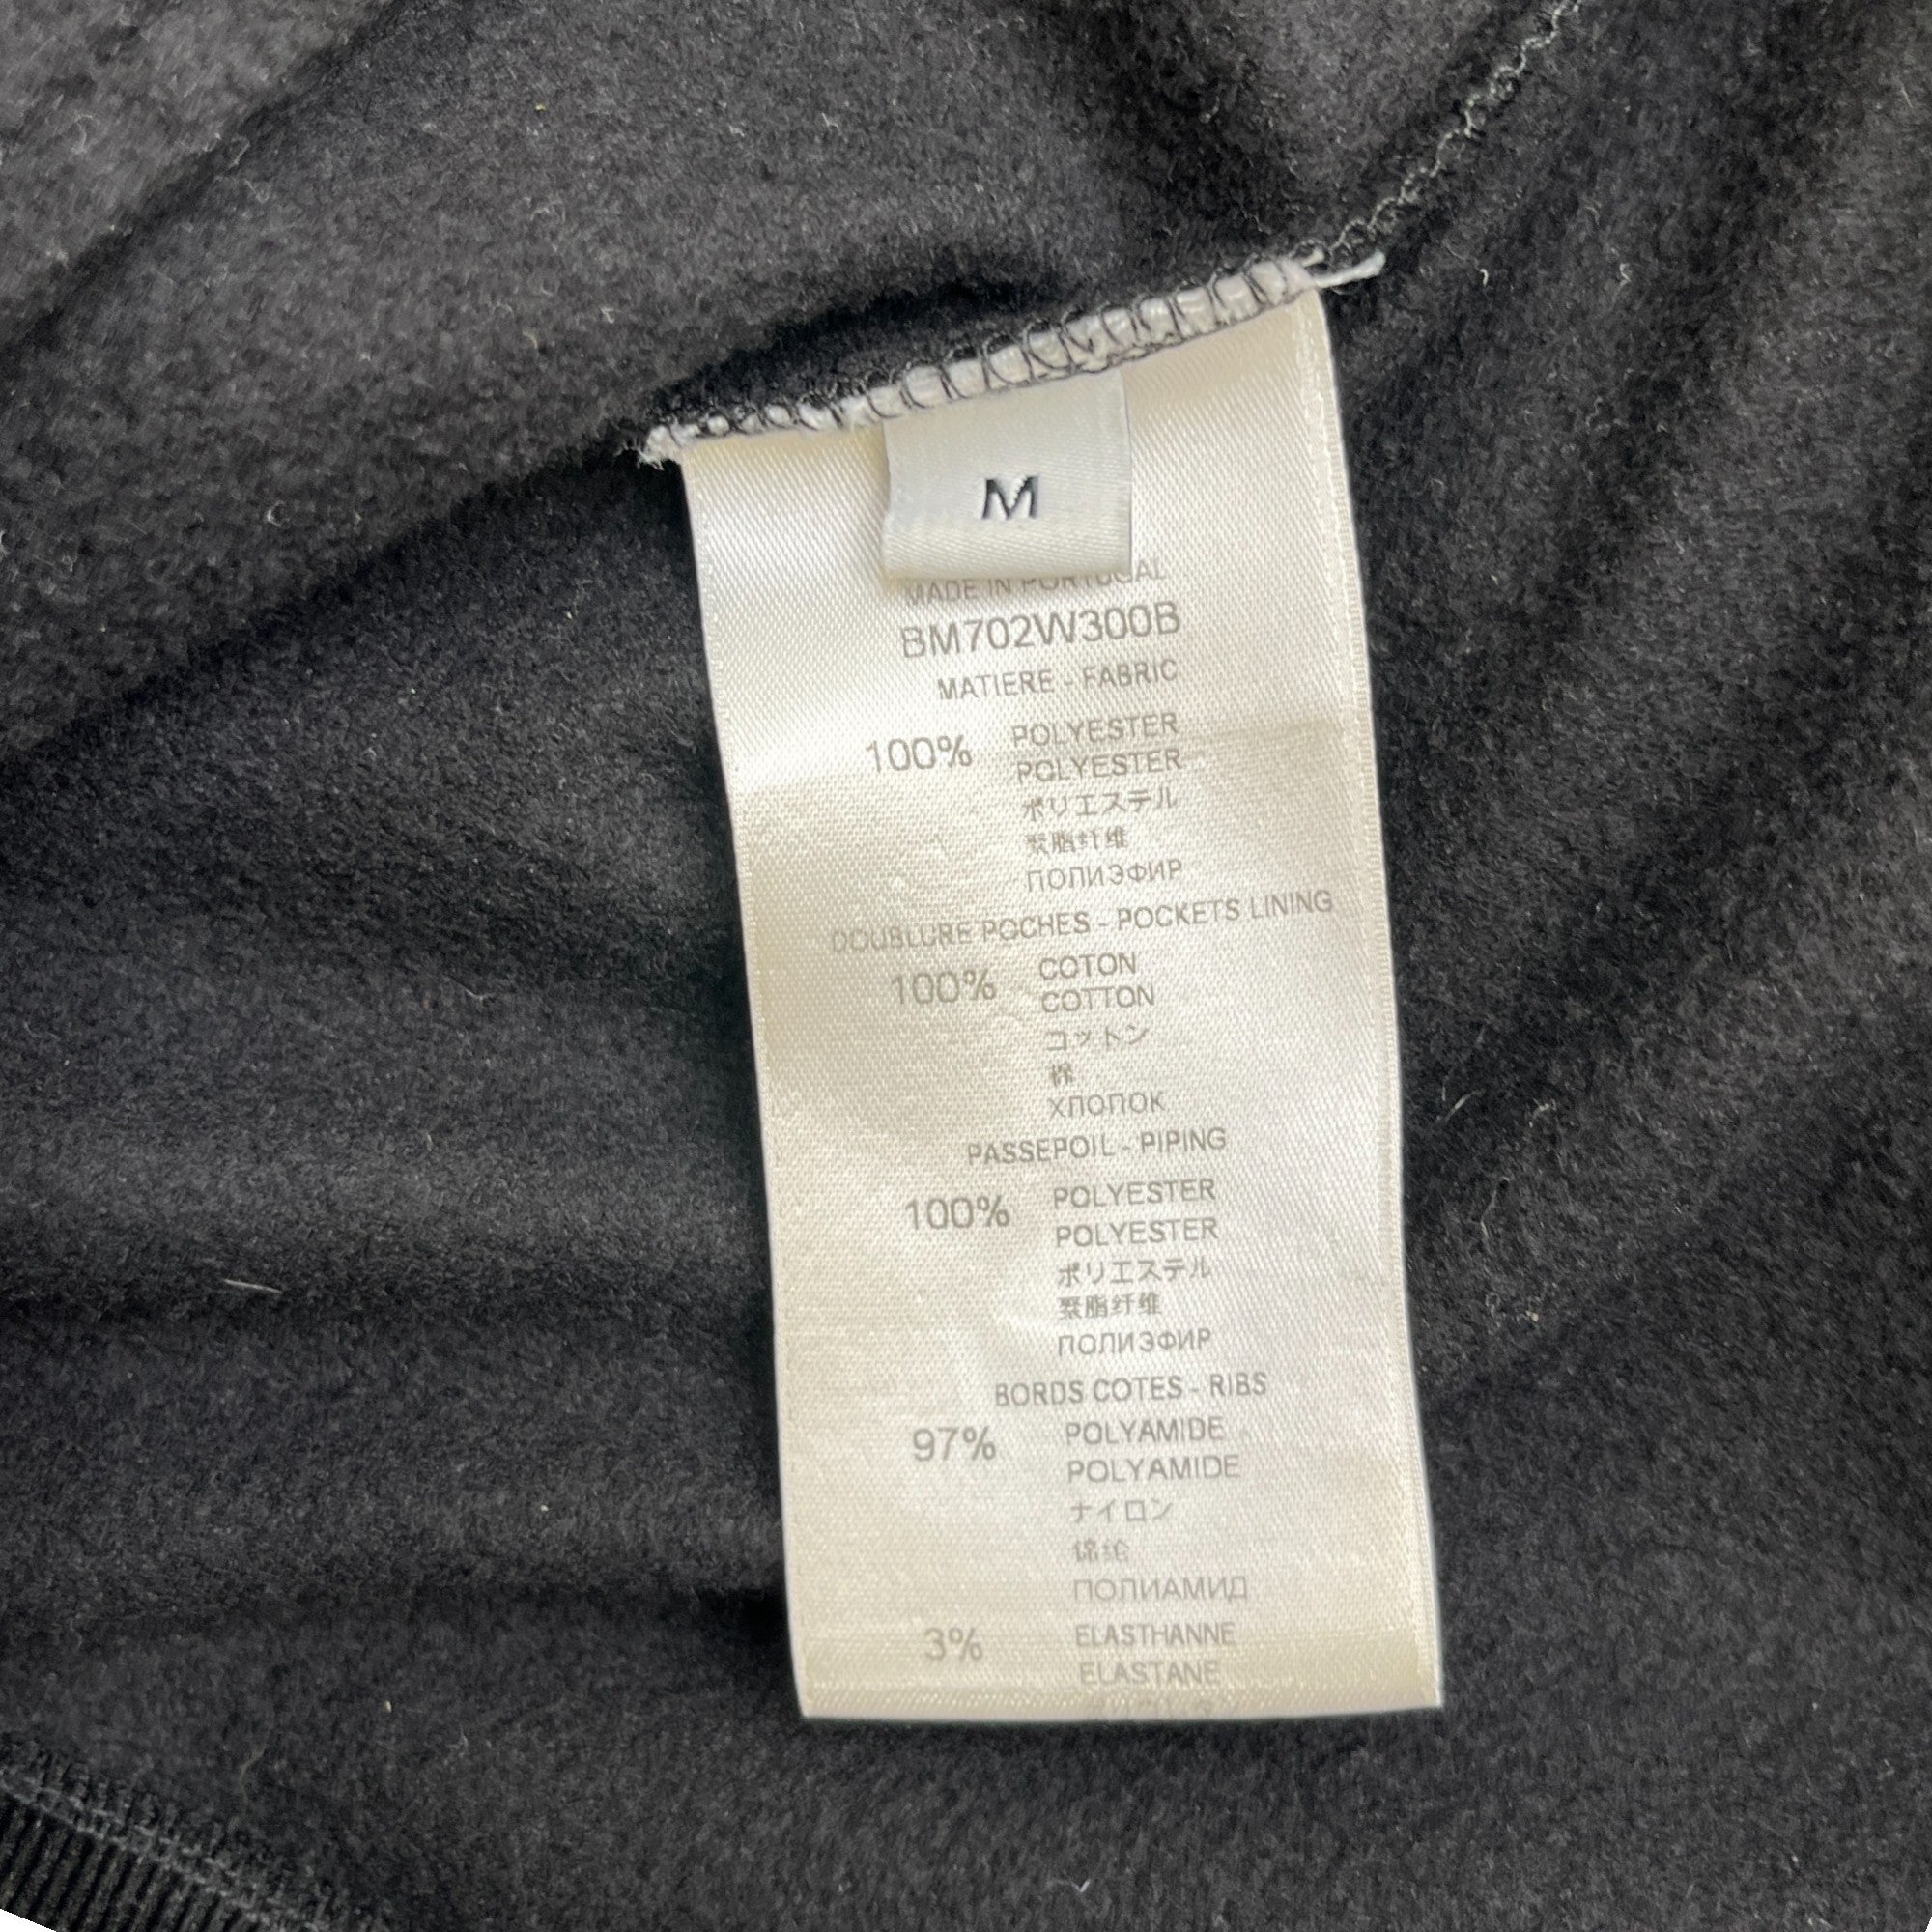 M
MADE IN PORTUGAL
BM702W300B
MATIERE - FABRIC
100% POLYESTER
POLYESTER
ポリエステル
聚脂纤维
ПОЛИЭФИР
DOUBLURE POCHES - POCKETS LINING
100% COTON
COTTON
コットン
棉
ХЛОПОК
PASSEPOIL - PIPING
100% POLYESTER
POLYESTER
ポリエステル
聚脂纤维
ПОЛИЭФИР
BORDS COTES - RIBS
97% POLYAMIDE
POLYAMIDE
ナイロン
锦纶
ПОЛИАМИД
3% ELASTHANNE
ELASTANE